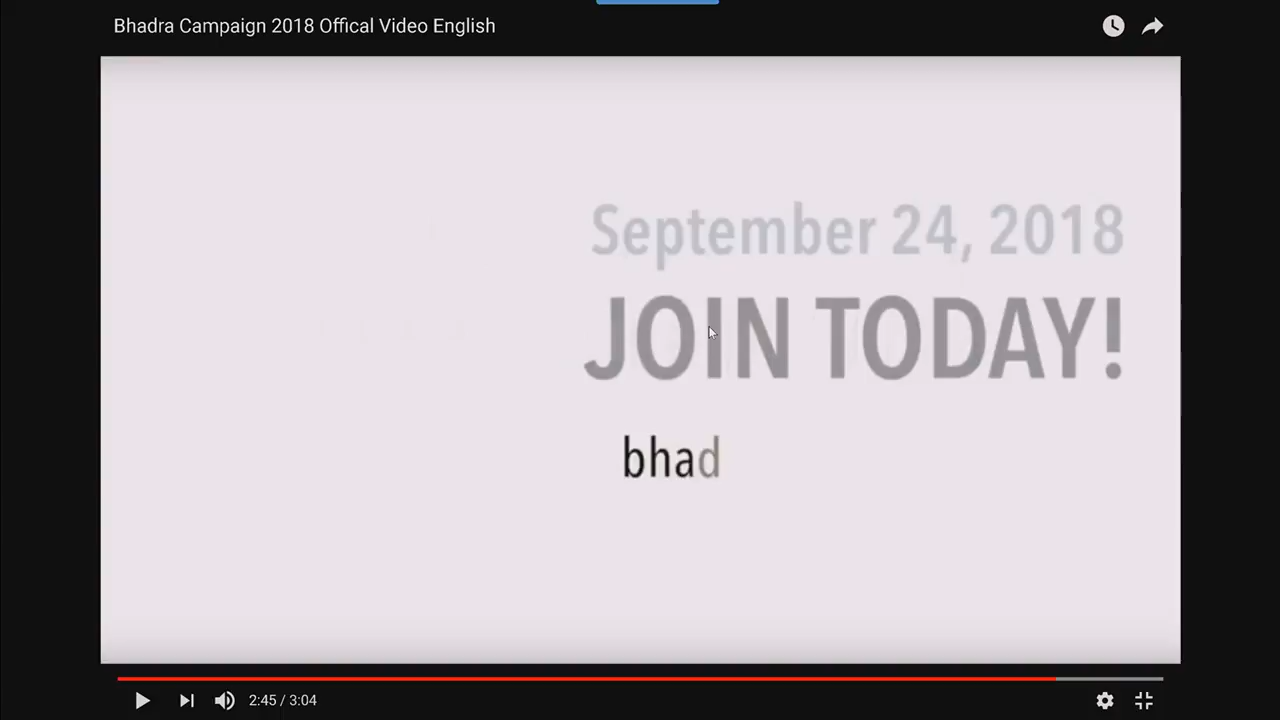 Bhadra Campaign 2018 Offical Video English
September 24, 2018
JOIN TODAY!
bhad
2:45 / 3:04